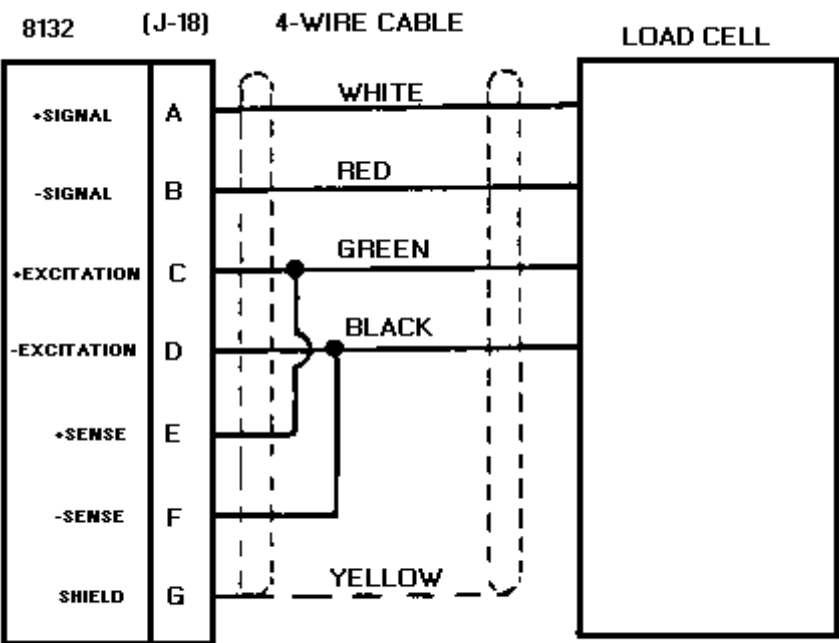 8132 (J-18) 4-WIRE CABLE LOAD CELL
+SIGNAL A WHITE
-SIGNAL B RED
+EXCITATION C GREEN
-EXCITATION D BLACK
+SENSE E
-SENSE F
SHIELD G YELLOW